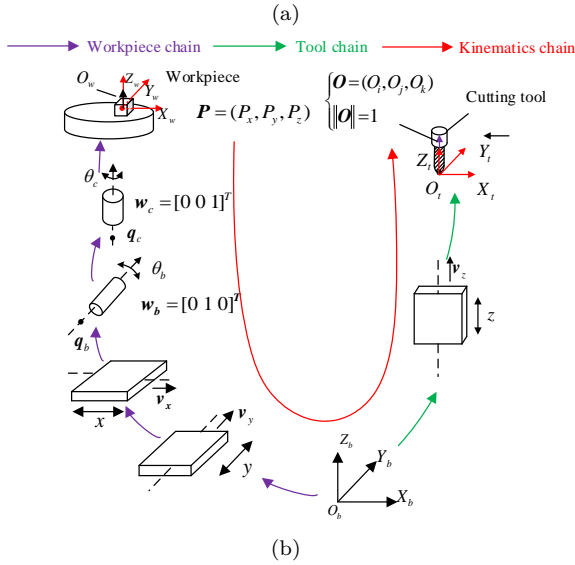 (a)
Workpiece chain Tool chain Kinematics chain
O_w Z_w Y_w X_w Workpiece
P = (P_x, P_y, P_z)
{O=(O_i, O_j, O_k)
‖O‖=1
Cutting tool
Z_t Y_t
O_t X_t
θ_c
w_c = [0 0 1]^T
q_c
θ_b
w_b = [0 1 0]^T
q_b
v_z
z
v_x
x
v_y
y
Z_b
Y_b
X_b
O_b
(b)